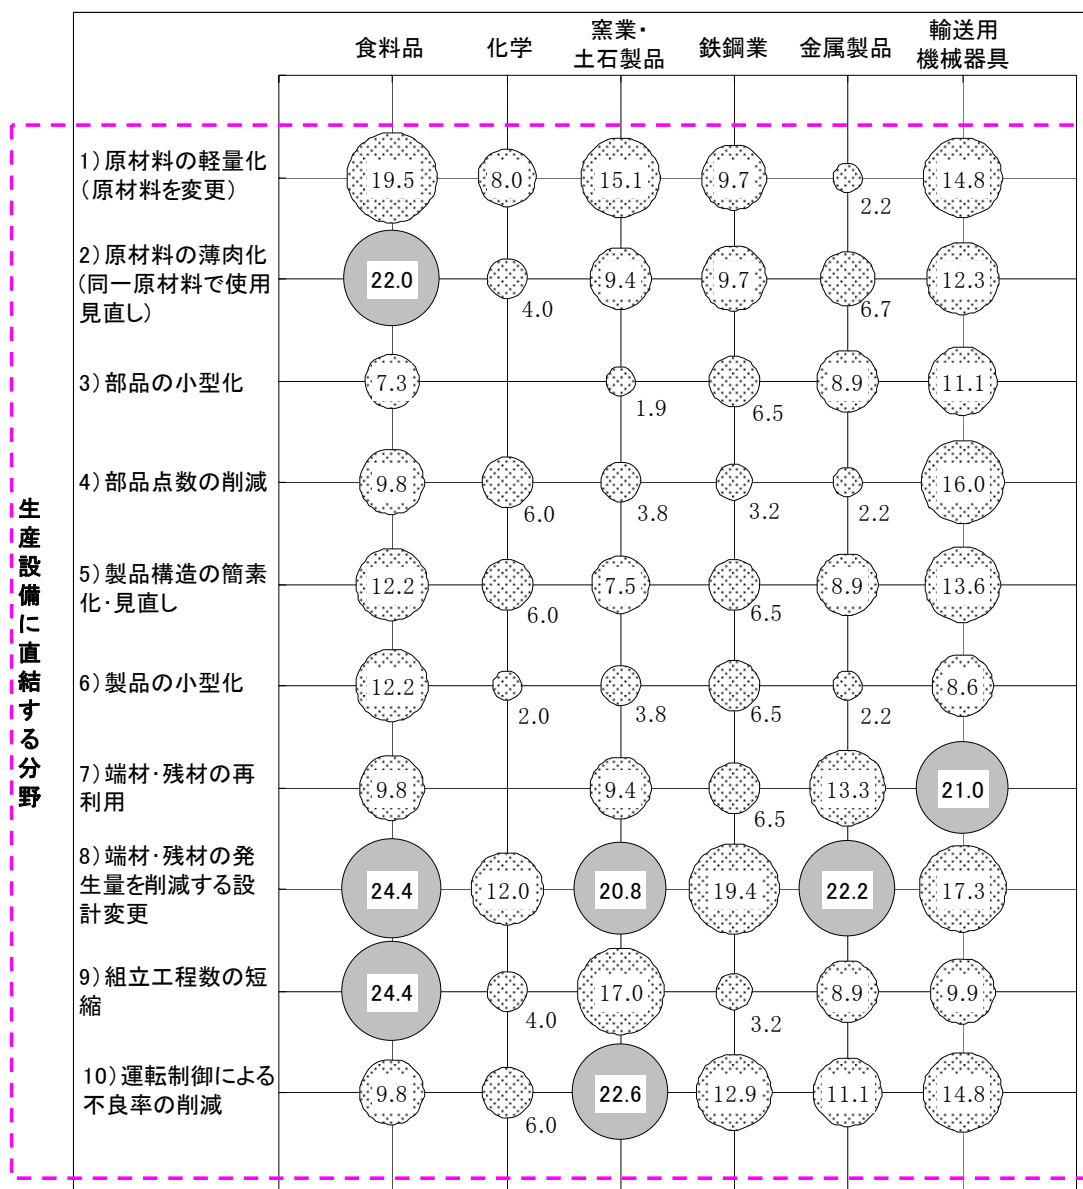 食料品 化学 窯業・土石製品 鉄鋼業 金属製品 輸送用機械器具
生産設備に直結する分野
1)原材料の軽量化
(原材料を変更)
19.5 8.0 15.1 9.7 2.2 14.8
2)原材料の薄肉化
(同一原材料で使用
見直し)
22.0 4.0 9.4 9.7 6.7 12.3
3)部品の小型化
7.3 1.9 6.5 8.9 11.1
4)部品点数の削減
9.8 6.0 3.8 3.2 2.2 16.0
5)製品構造の簡素
化・見直し
12.2 6.0 7.5 6.5 8.9 13.6
6)製品の小型化
12.2 2.0 3.8 6.5 2.2 8.6
7)端材・残材の再
利用
9.8 9.4 6.5 13.3 21.0
8)端材・残材の発
生量を削減する設
計変更
24.4 12.0 20.8 19.4 22.2 17.3
9)組立工程数の短
縮
24.4 4.0 17.0 3.2 8.9 9.9
10)運転制御による
不良率の削減
9.8 6.0 22.6 12.9 11.1 14.8